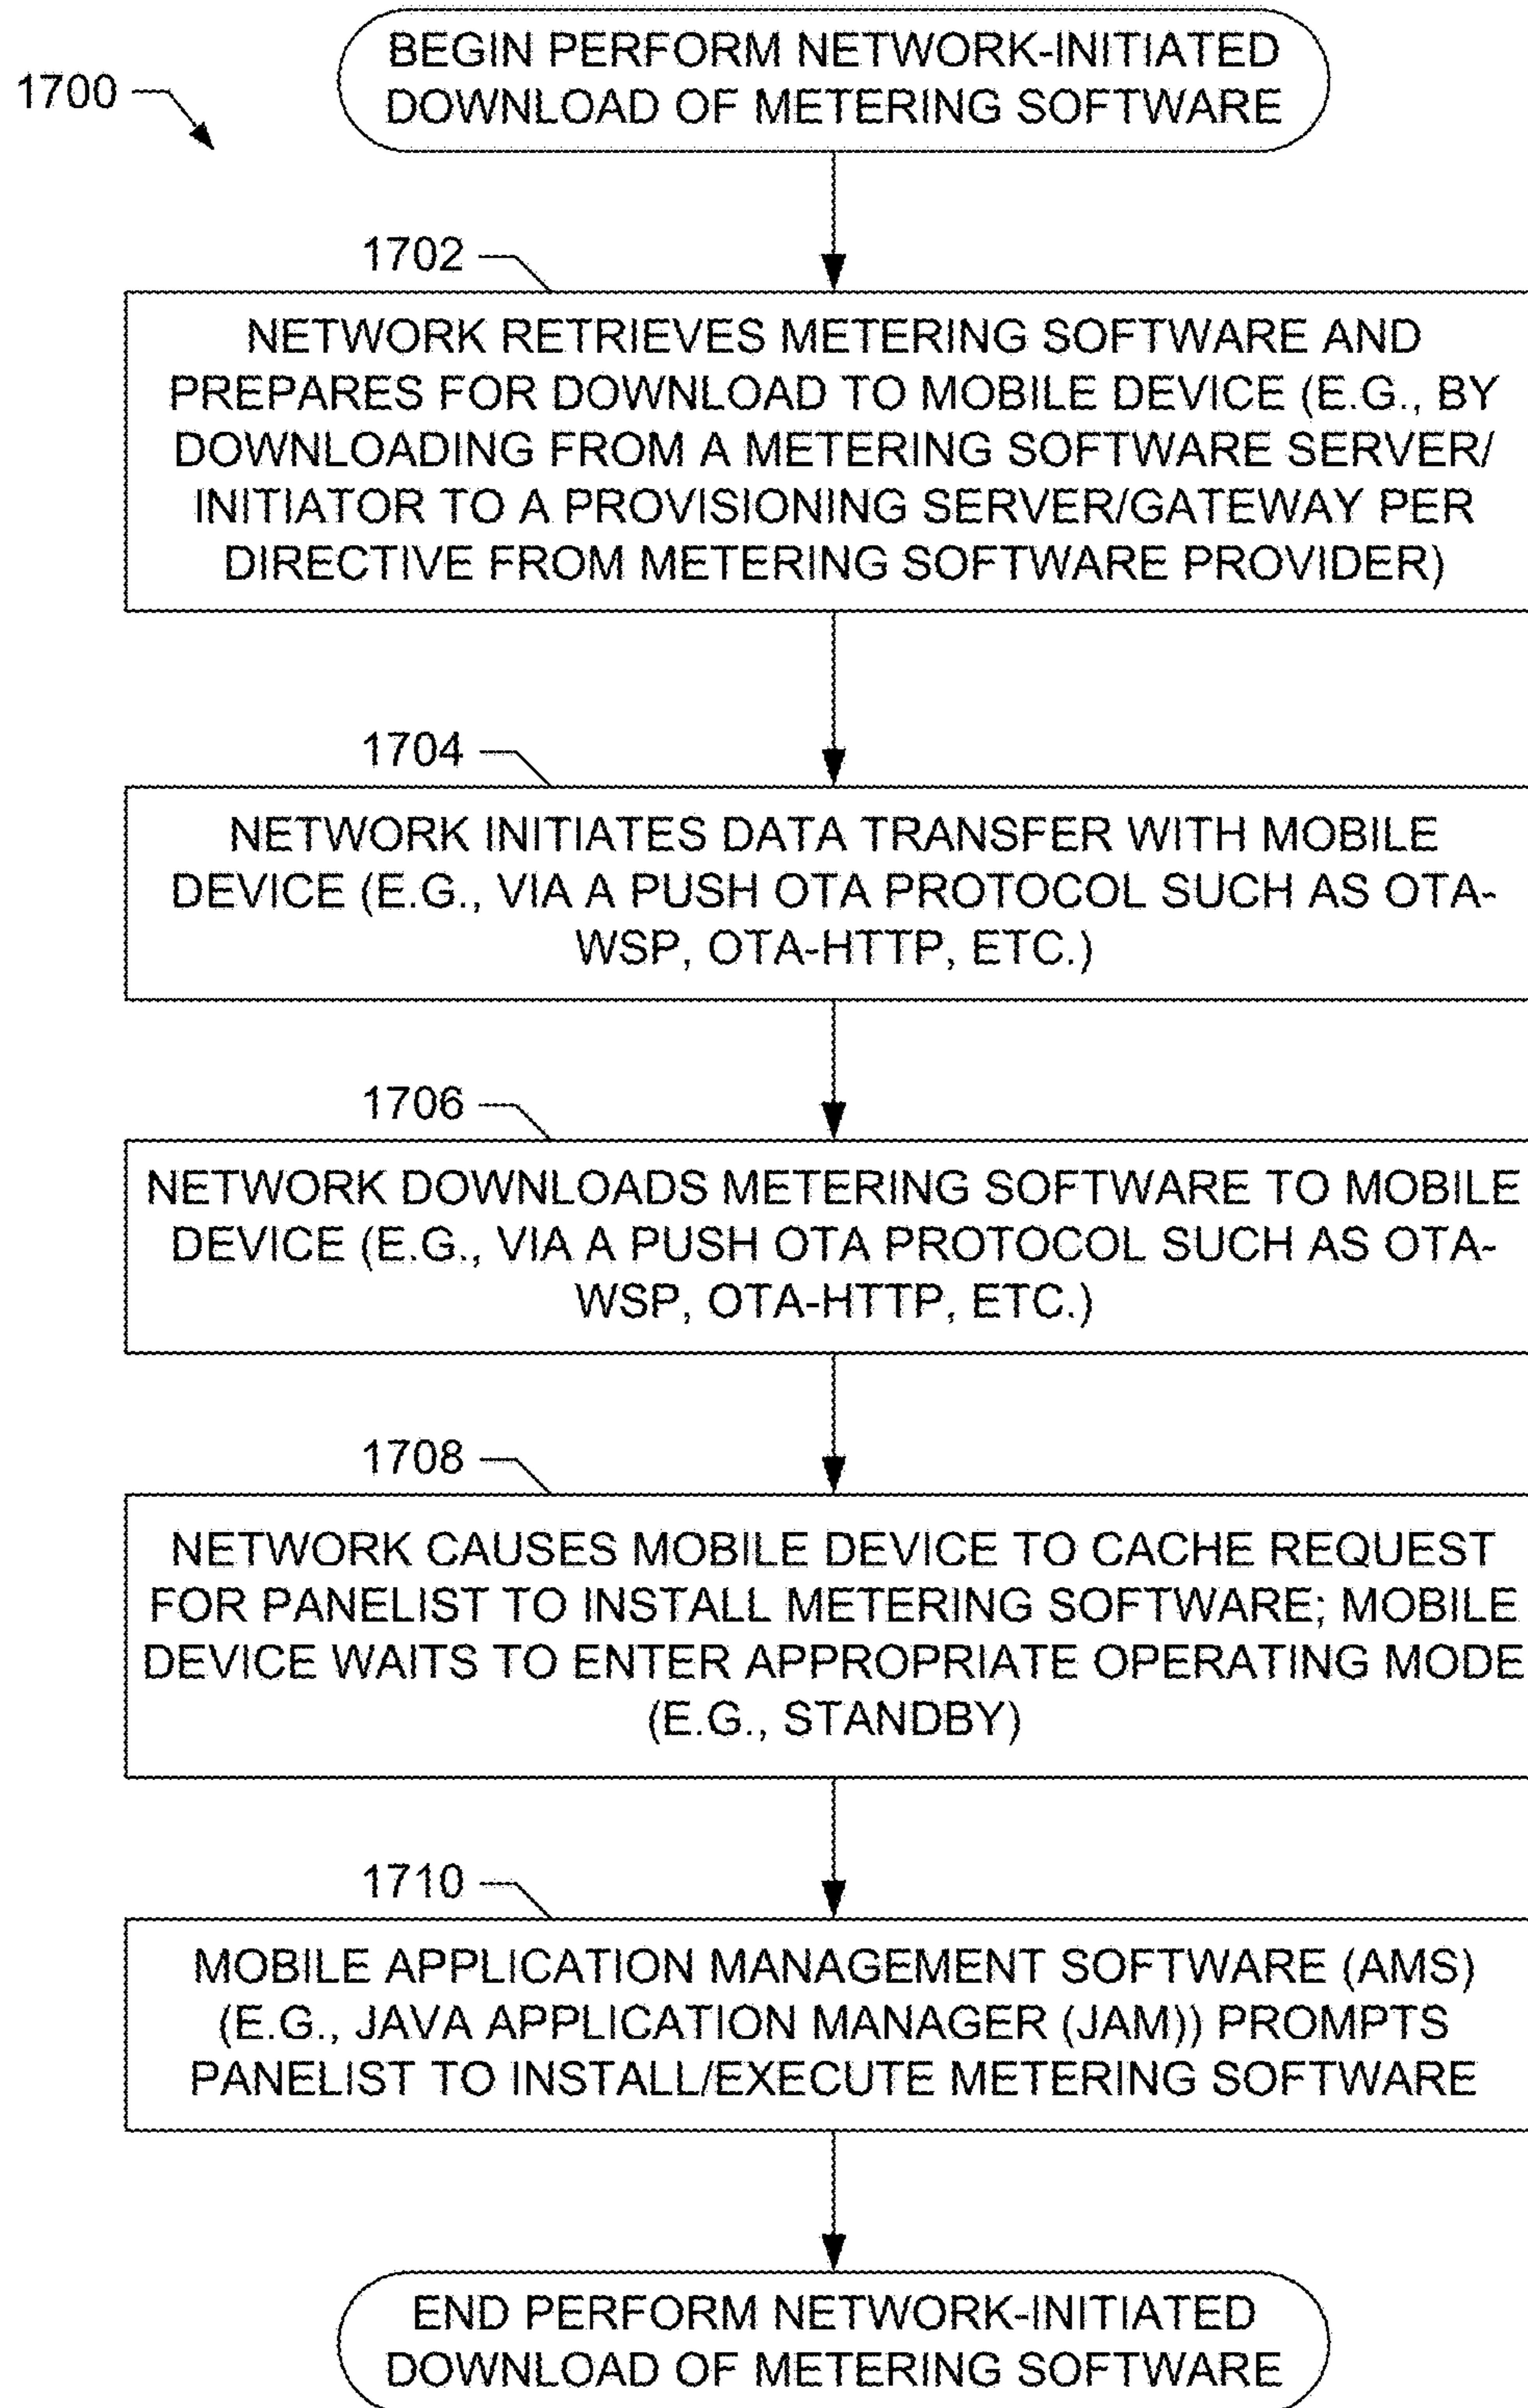 BEGIN PERFORM NETWORK-INITIATED
DOWNLOAD OF METERING SOFTWARE
1700
1702
NETWORK RETRIEVES METERING SOFTWARE AND
PREPARES FOR DOWNLOAD TO MOBILE DEVICE (E.G., BY
DOWNLOADING FROM A METERING SOFTWARE SERVER/
INITIATOR TO A PROVISIONING SERVER/GATEWAY PER
DIRECTIVE FROM METERING SOFTWARE PROVIDER)
1704
NETWORK INITIATES DATA TRANSFER WITH MOBILE
DEVICE (E.G., VIA A PUSH OTA PROTOCOL SUCH AS OTA-
WSP, OTA-HTTP, ETC.)
1706
NETWORK DOWNLOADS METERING SOFTWARE TO MOBILE
DEVICE (E.G., VIA A PUSH OTA PROTOCOL SUCH AS OTA-
WSP, OTA-HTTP, ETC.)
1708
NETWORK CAUSES MOBILE DEVICE TO CACHE REQUEST
FOR PANELIST TO INSTALL METERING SOFTWARE; MOBILE
DEVICE WAITS TO ENTER APPROPRIATE OPERATING MODE
(E.G., STANDBY)
1710
MOBILE APPLICATION MANAGEMENT SOFTWARE (AMS)
(E.G., JAVA APPLICATION MANAGER (JAM)) PROMPTS
PANELIST TO INSTALL/EXECUTE METERING SOFTWARE
END PERFORM NETWORK-INITIATED
DOWNLOAD OF METERING SOFTWARE